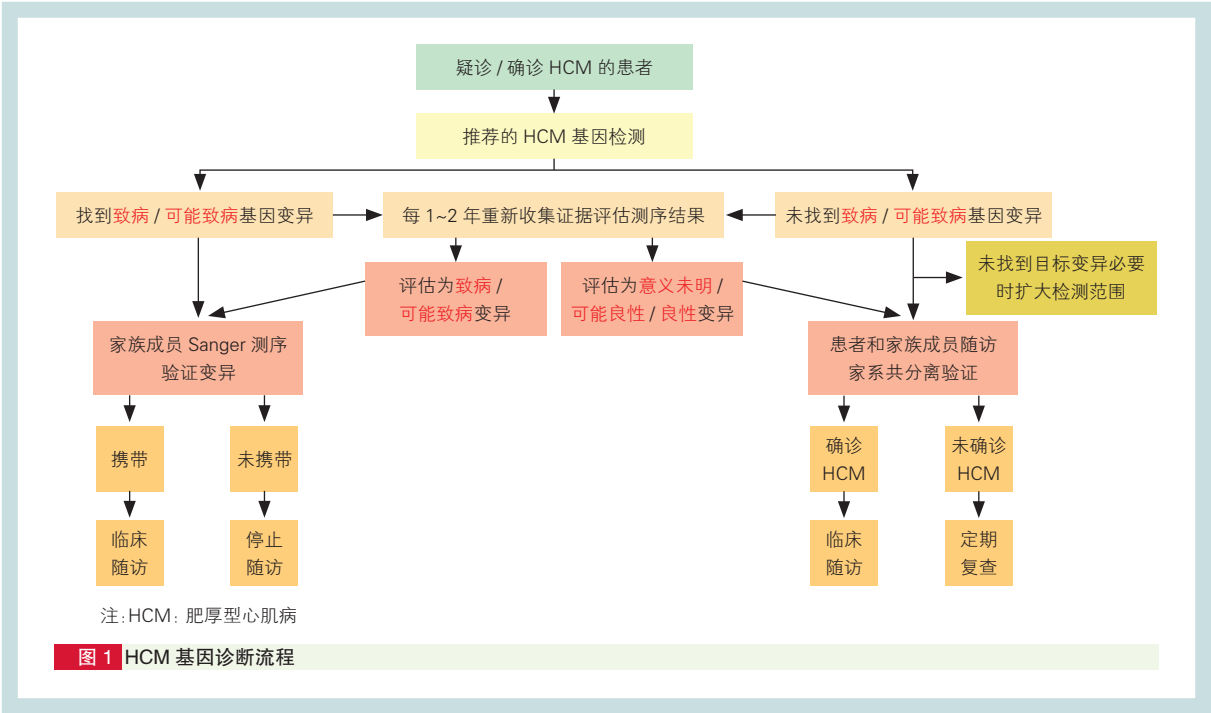 疑诊 / 确诊 HCM 的患者
推荐的 HCM 基因检测
找到致病 / 可能致病基因变异
每 1~2 年重新收集证据评估测序结果
未找到致病 / 可能致病基因变异
未找到目标变异必要
时扩大检测范围
评估为致病 /
可能致病变异
评估为意义未明 /
可能良性 / 良性变异
家族成员 Sanger 测序
验证变异
患者和家族成员随访
家系共分离验证
携带
未携带
确诊
HCM
未确诊
HCM
临床
随访
停止
随访
临床
随访
定期
复查
注:HCM: 肥厚型心肌病
图 1 HCM 基因诊断流程